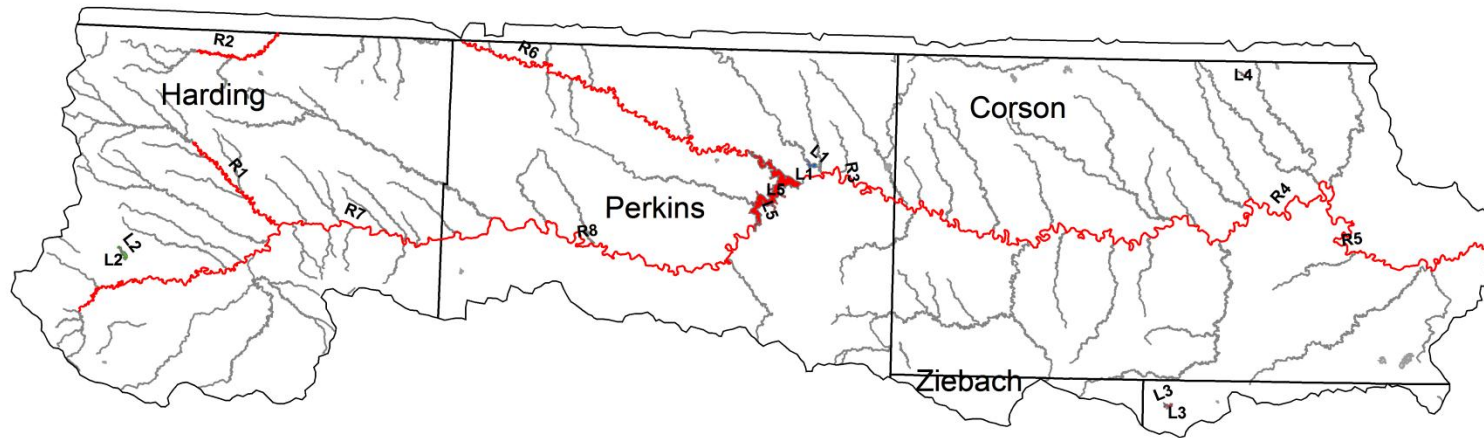 R2
R6
L4
Harding
Corson
L1
R1
L1
R3
L6
R4
R7
Perkins
L5
R8
R5
L2
L2
Ziebach
L3
L3